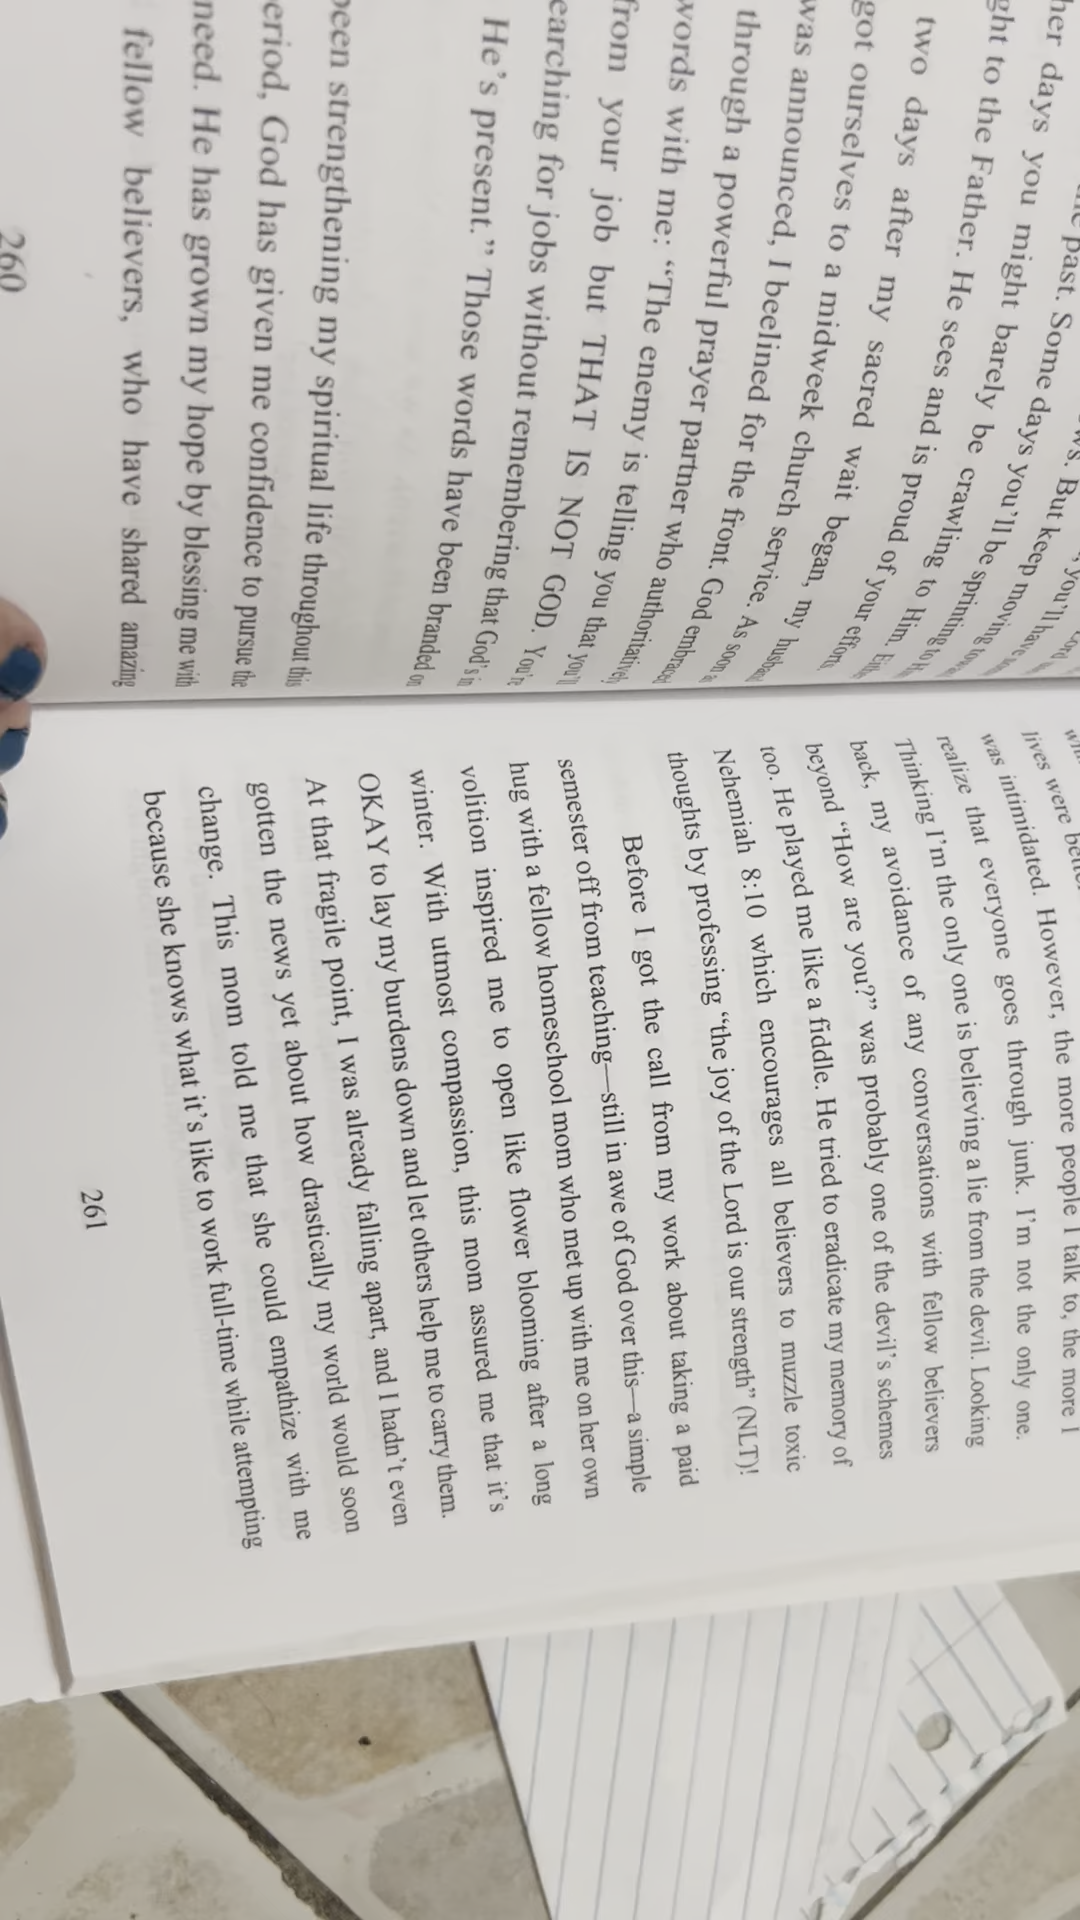 the past. Some days you'll be
her days you might barely be crawling to Him.
ght to the Father. He sees and is proud of your
two days after my sacred wait began, my
got ourselves to a midweek church service. As soon
was announced, I beelined for the front. God embraced
through a powerful prayer partner who authoritatively
words with me: “The enemy is telling you that you'll
from your job but THAT IS NOT GOD. You're
earching for jobs without remembering that God's in
He's present.” Those words have been branded on
been strengthening my spiritual life throughout this
eriod, God has given me confidence to pursue the
need. He has grown my hope by blessing me with
fellow believers, who have shared amazing
260
lives were
was intimidated. However, the more people I talk to, the more I
realize that everyone goes through junk. I'm not the only one.
Thinking I'm the only one is believing a lie from the devil. Looking
back, my avoidance of any conversations with fellow believers
beyond “How are you?” was probably one of the devil's schemes
too. He played me like a fiddle. He tried to eradicate my memory of
Nehemiah 8:10 which encourages all believers to muzzle toxic
thoughts by professing “the joy of the Lord is our strength” (NLT)!
Before I got the call from my work about taking a paid
semester off from teaching—still in awe of God over this—a simple
hug with a fellow homeschool mom who met up with me on her own
volition inspired me to open like flower blooming after a long
winter. With utmost compassion, this mom assured me that it's
OKAY to lay my burdens down and let others help me to carry them.
At that fragile point, I was already falling apart, and I hadn't even
gotten the news yet about how drastically my world would soon
change. This mom told me that she could empathize with me
because she knows what it's like to work full-time while attempting
261